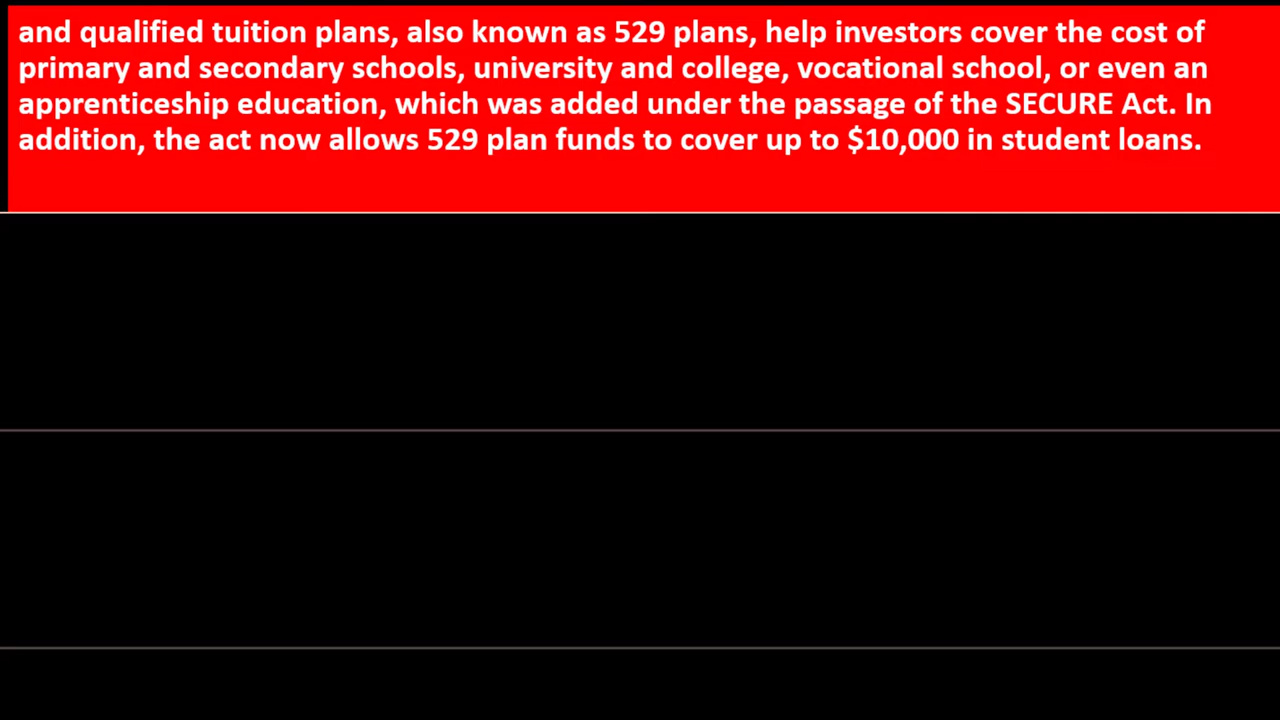 and qualified tuition plans, also known as 529 plans, help investors cover the cost of
primary and secondary schools, university and college, vocational school, or even an
apprenticeship education, which was added under the passage of the SECURE Act. In
addition, the act now allows 529 plan funds to cover up to $10,000 in student loans.